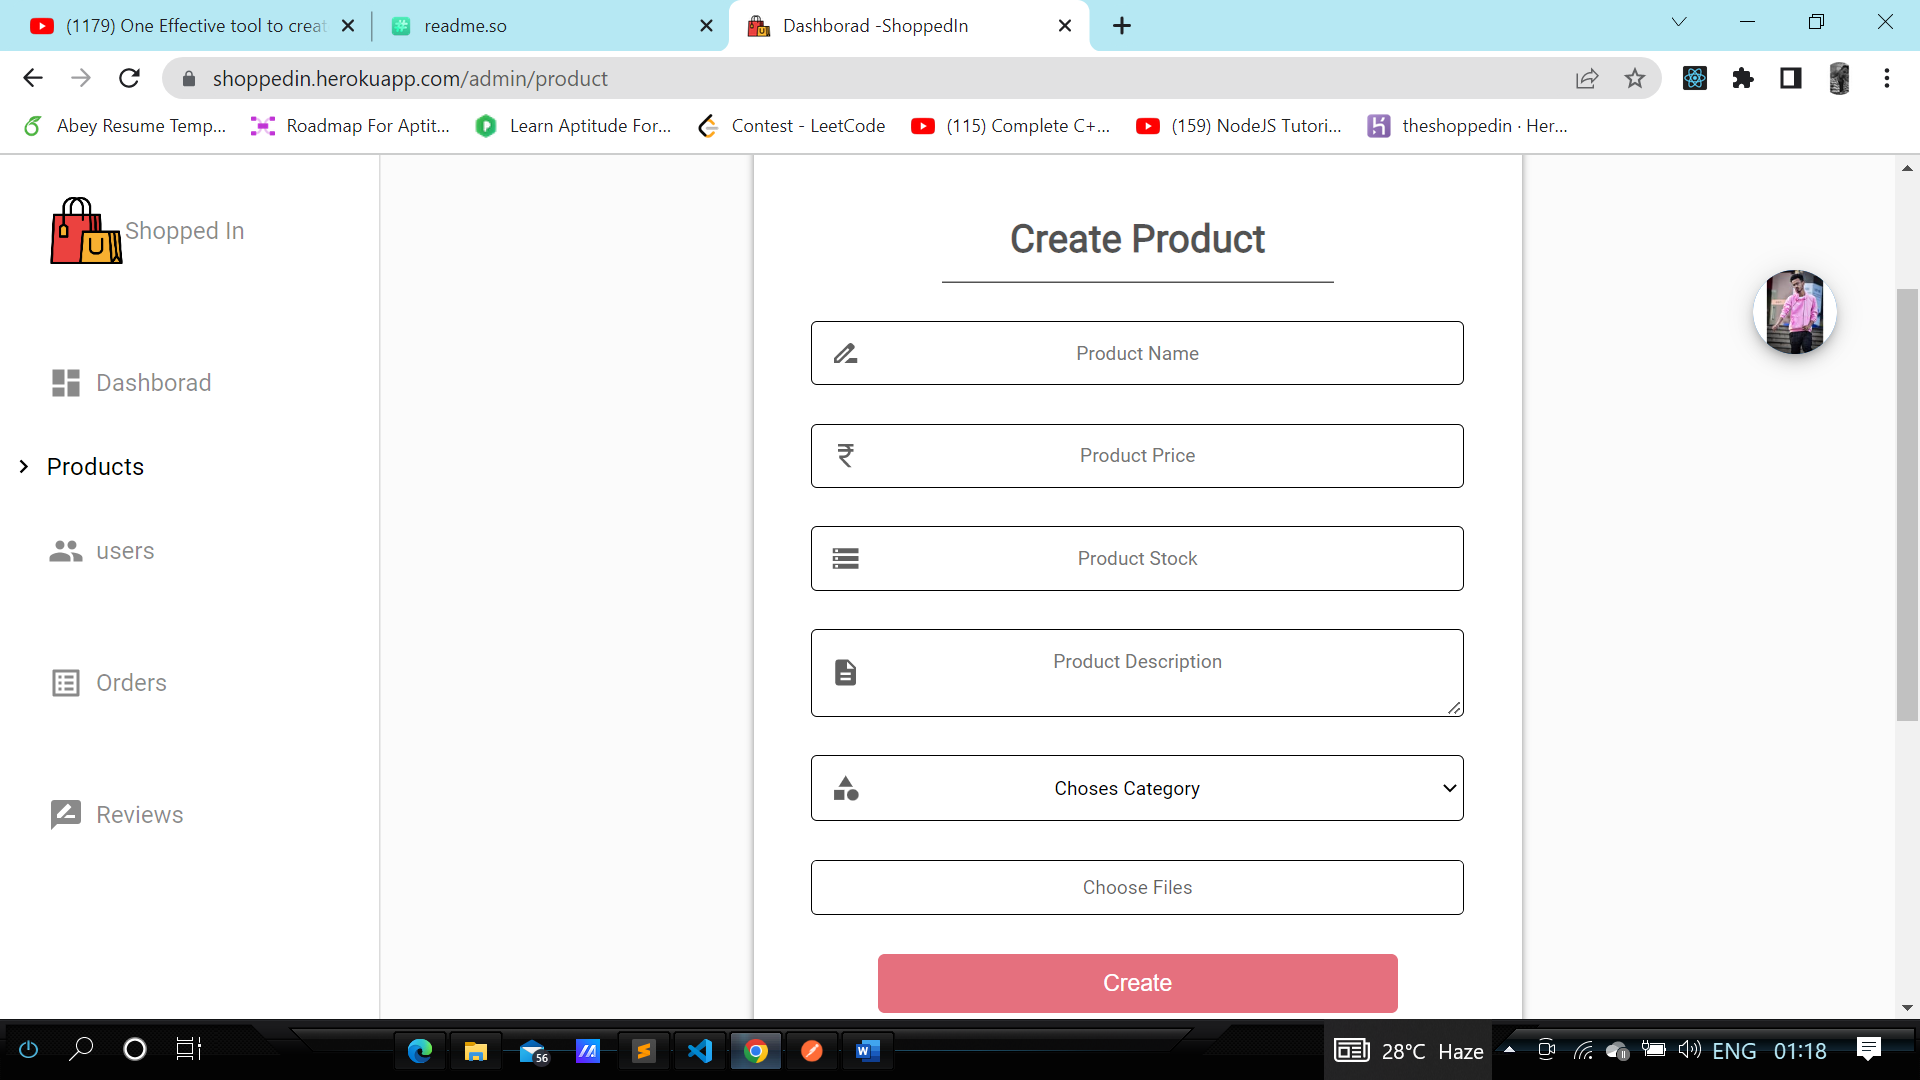 (1179) One Effective tool to creat
readme.so
Dashborad -ShoppedIn
shoppedin.herokuapp.com/admin/product
Abey Resume Temp...
Roadmap For Aptit...
Learn Aptitude For...
Contest - LeetCode
(115) Complete C+...
(159) NodeJS Tutori...
theshoppedin · Her...
Shopped In
Dashborad
Products
users
Orders
Reviews
Create Product
Product Name
Product Price
Product Stock
Product Description
Choses Category
Choose Files
Create
56
28°C Haze
ENG
01:18